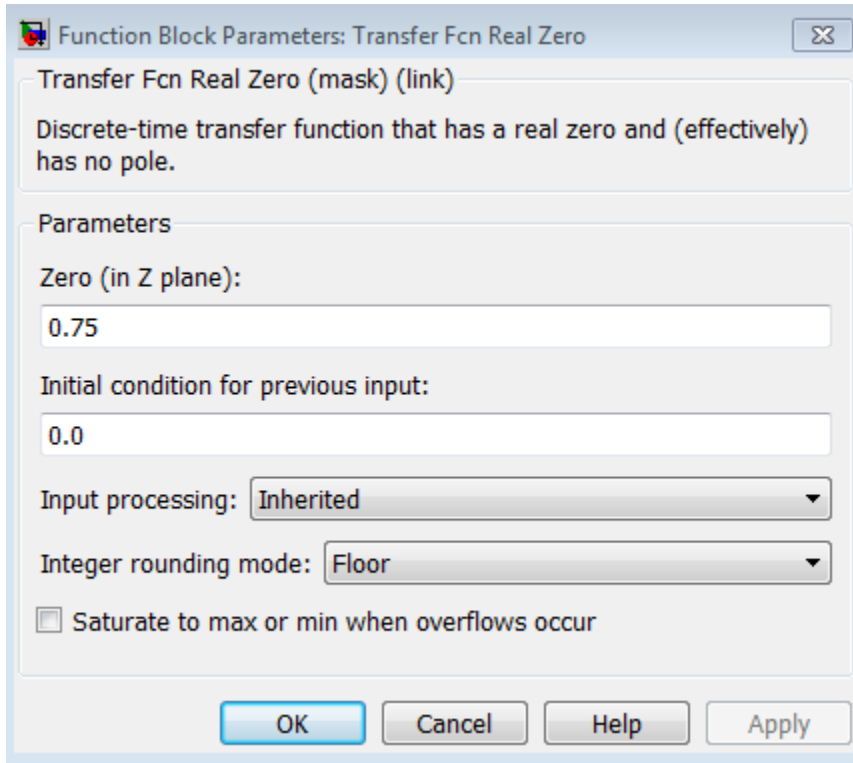 Function Block Parameters: Transfer Fcn Real Zero
Transfer Fcn Real Zero (mask) (link)
Discrete-time transfer function that has a real zero and (effectively)
has no pole.
Parameters
Zero (in Z plane):
0.75
Initial condition for previous input:
0.0
Input processing: Inherited
Integer rounding mode: Floor
Saturate to max or min when overflows occur
OK Cancel Help Apply